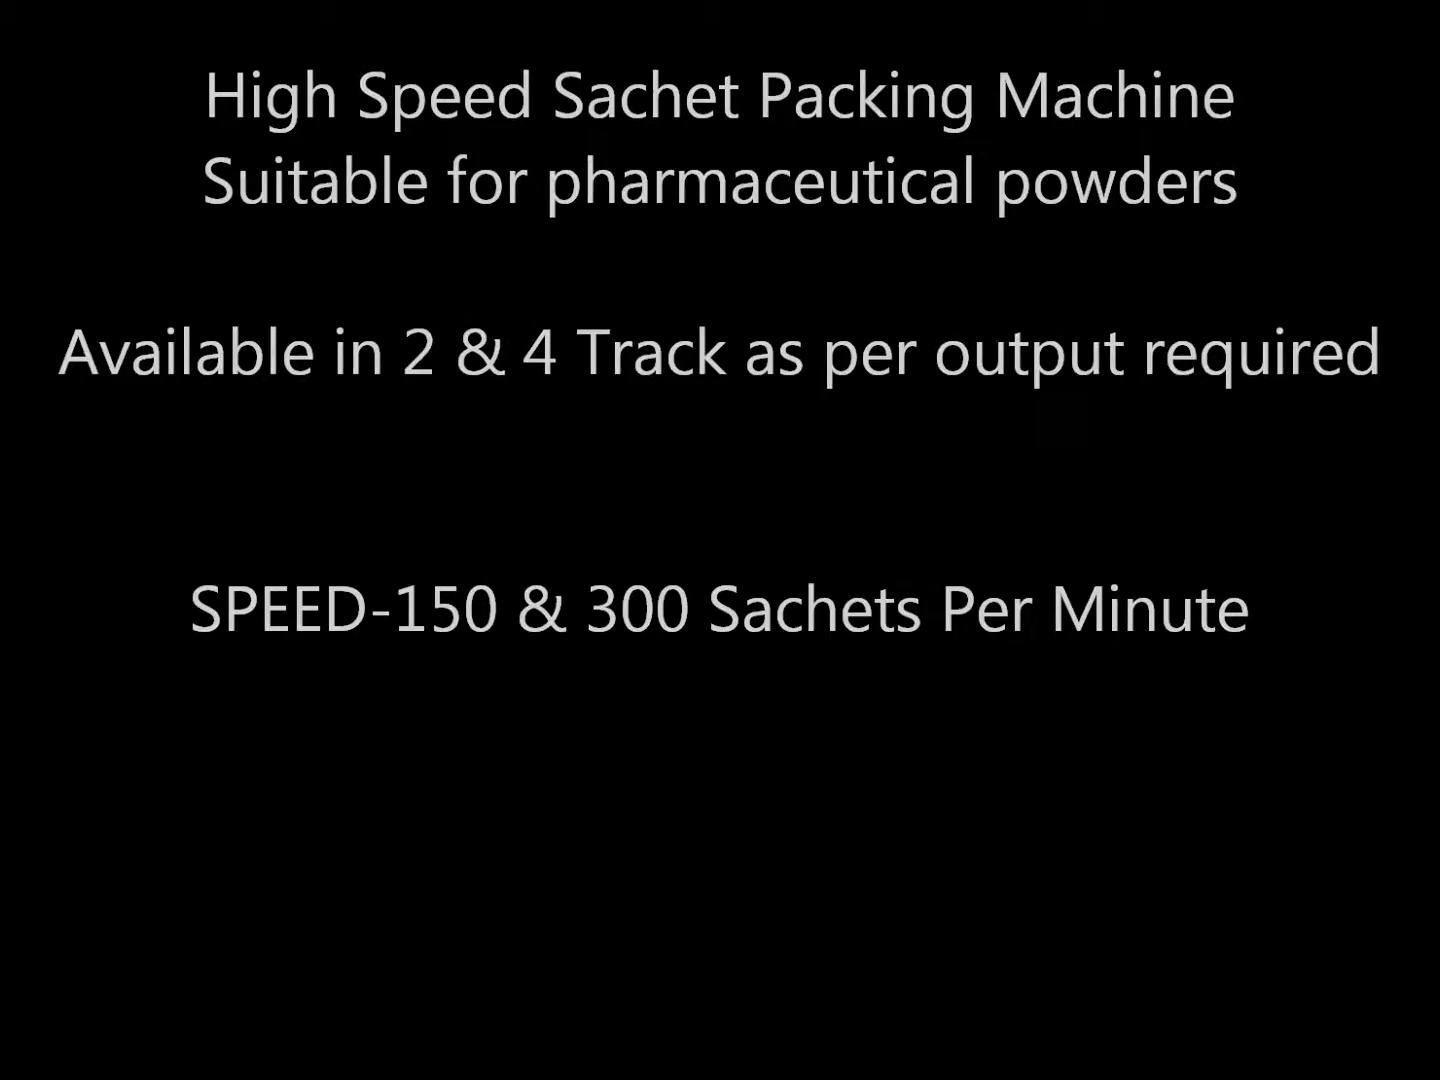 High Speed Sachet Packing Machine
Suitable for pharmaceutical powders
Available in 2 & 4 Track as per output required
SPEED-150 & 300 Sachets Per Minute